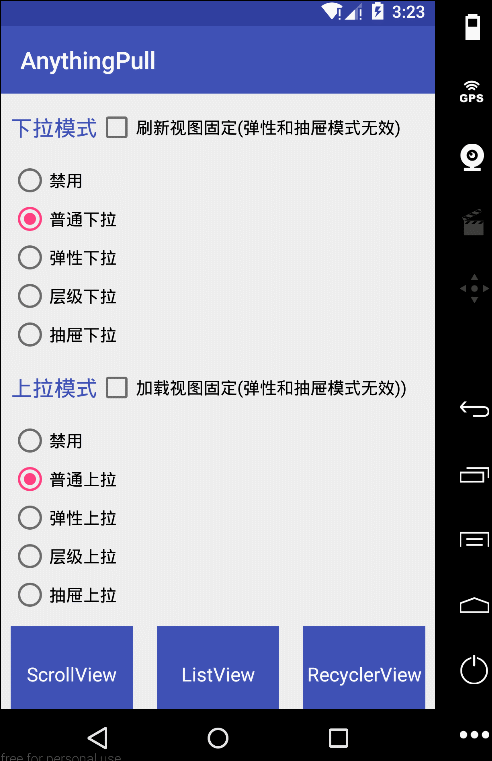 3:23
AnythingPull
GPS
下拉模式 刷新视图固定(弹性和抽屉模式无效)
禁用
普通下拉
弹性下拉
层级下拉
抽屉下拉
上拉模式 加载视图固定(弹性和抽屉模式无效))
禁用
普通上拉
弹性上拉
层级上拉
抽屉上拉
ScrollView ListView RecyclerView
free for personal use